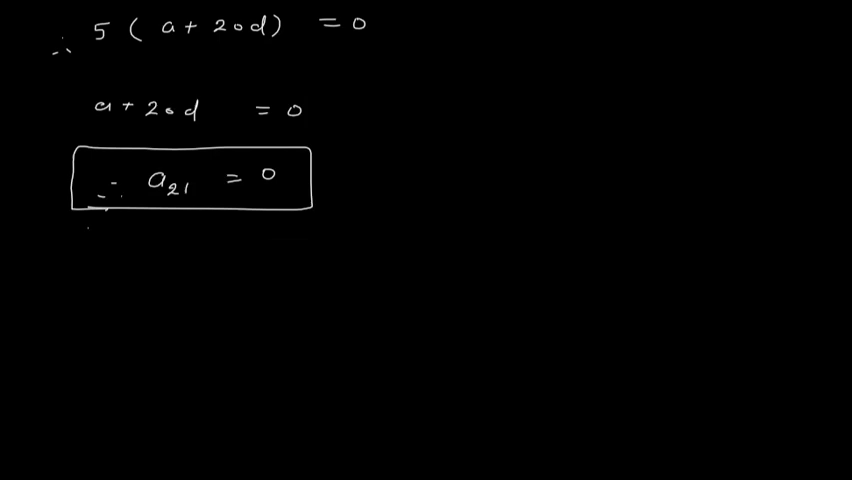 ∴ 5 ( a + 20d ) = 0
a + 20d = 0
∴ a₂₁ = 0